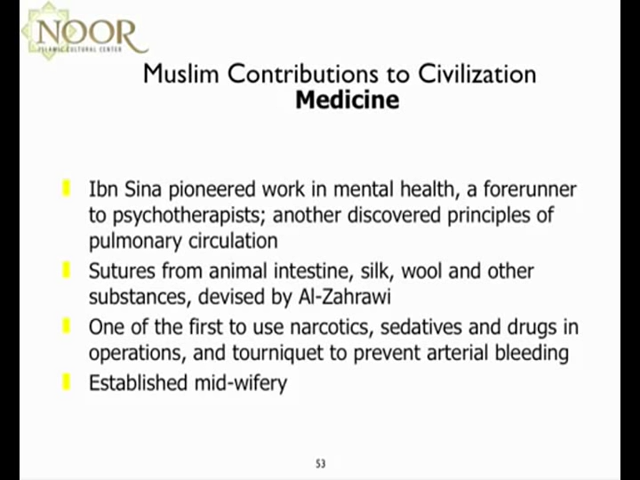 NOOR
ISLAMIC CULTURAL CENTER
Muslim Contributions to Civilization
Medicine
Ibn Sina pioneered work in mental health, a forerunner
to psychotherapists; another discovered principles of
pulmonary circulation
Sutures from animal intestine, silk, wool and other
substances, devised by Al-Zahrawi
One of the first to use narcotics, sedatives and drugs in
operations, and tourniquet to prevent arterial bleeding
Established mid-wifery
53